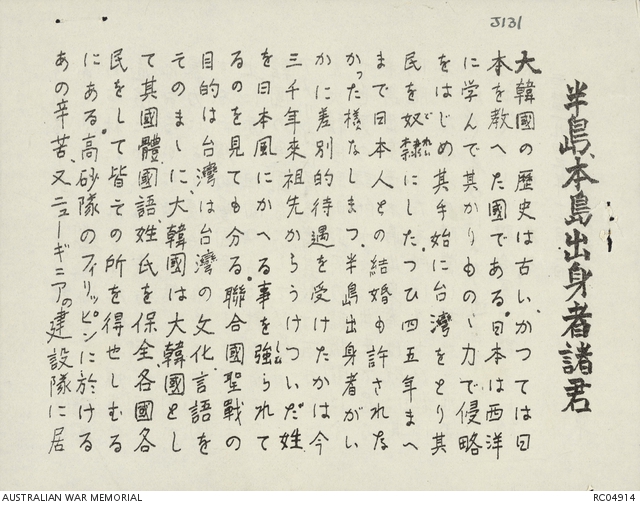 J131
半島、本島出身者諸君
大韓國の歴史は古い、かつては日
本を教へた國である。日本は西洋
に学んで其かりものゝ力で侵略
をはじめ其手始に台湾をとり其
民を奴隷にした、つひ四五年まへ
まで日本人との結婚も許されな
かった様なしまつ、半島出身者がい
かに差別的待遇を受けたかは今
三千年來祖先からうけついだ姓
を日本風にかへる事を強られて
るのを見ても分る。聯合國聖戰の
目的は台灣は台灣の文化、言語を
そのまゝに、大韓國は大韓國とし
て其國體、國語、姓氏を保全各國各
民をして皆その所を得せしむる
にある。高砂隊のフィリッピンに於ける
あの辛苦、又ニューギニアの建設隊に居
AUSTRALIAN WAR MEMORIAL
RC04914